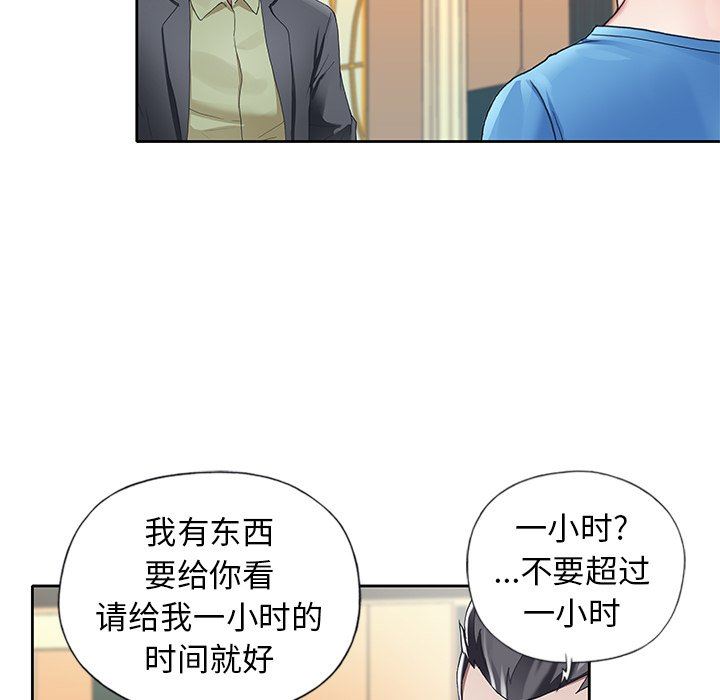 我有东西
要给你看
请给我一小时的
时间就好
一小时?
...不要超过
一小时